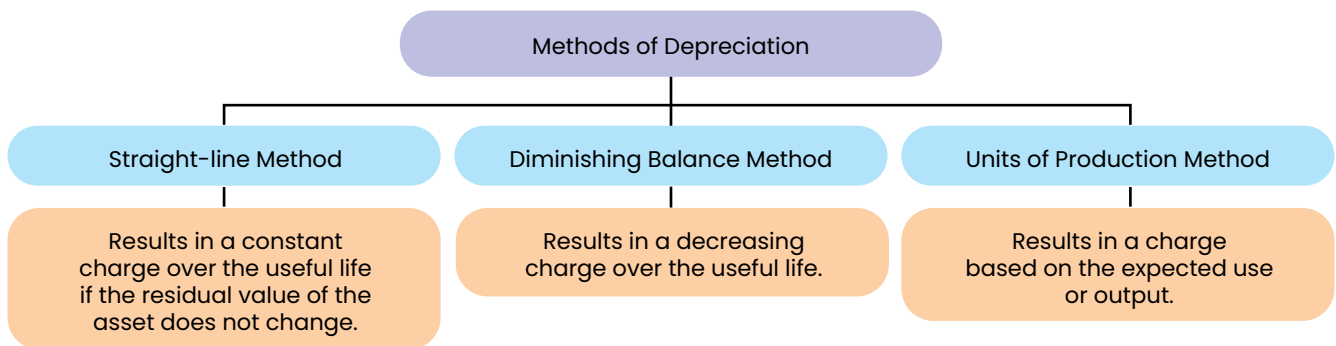 Methods of Depreciation
Straight-line Method
Diminishing Balance Method
Units of Production Method
Results in a constant
charge over the useful life
if the residual value of the
asset does not change.
Results in a decreasing
charge over the useful life.
Results in a charge
based on the expected use
or output.